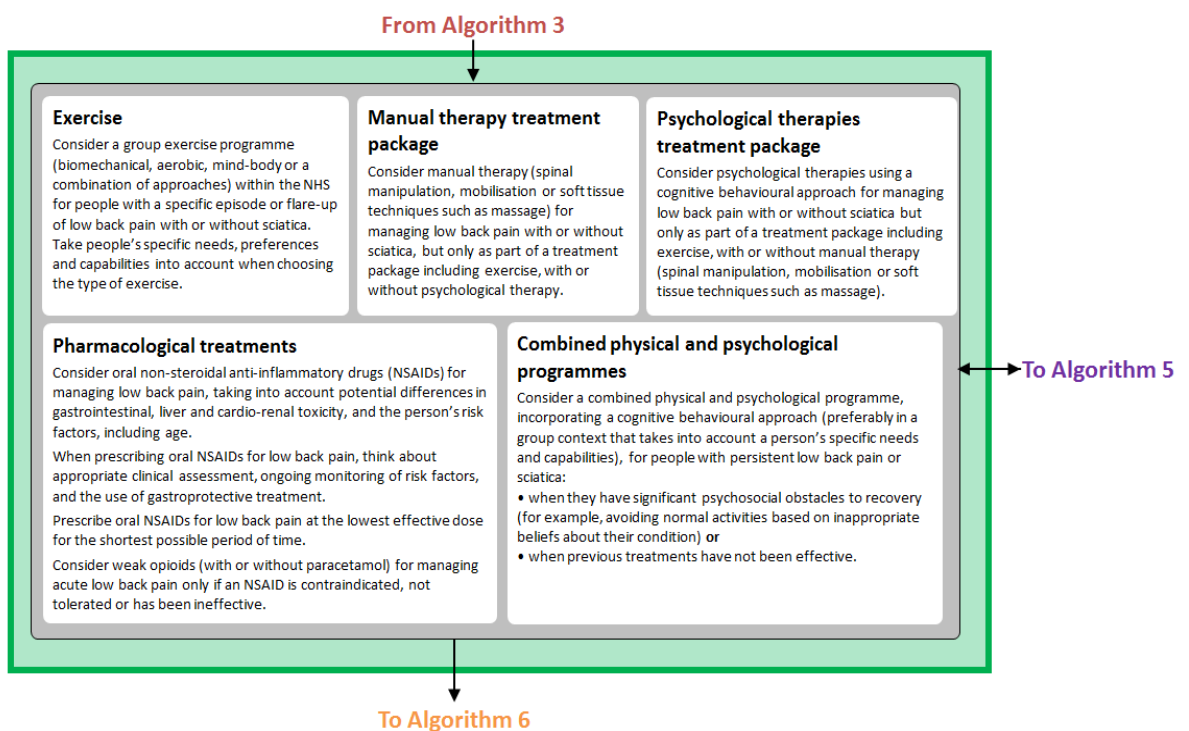 From Algorithm 3
Exercise
Consider a group exercise programme
(biomechanical, aerobic, mind-body or a
combination of approaches) within the NHS
for people with a specific episode or flare-up
of low back pain with or without sciatica.
Take people's specific needs, preferences
and capabilities into account when choosing
the type of exercise.
Manual therapy treatment
package
Consider manual therapy (spinal
manipulation, mobilisation or soft tissue
techniques such as massage) for
managing low back pain with or without
sciatica, but only as part of a treatment
package including exercise, with or
without psychological therapy.
Psychological therapies
treatment package
Consider psychological therapies using a
cognitive behavioural approach for managing
low back pain with or without sciatica but
only as part of a treatment package including
exercise, with or without manual therapy
(spinal manipulation, mobilisation or soft
tissue techniques such as massage).
Pharmacological treatments
Consider oral non-steroidal anti-inflammatory drugs (NSAIDs) for
managing low back pain, taking into account potential differences in
gastrointestinal, liver and cardio-renal toxicity, and the person's risk
factors, including age.
When prescribing oral NSAIDs for low back pain, think about
appropriate clinical assessment, ongoing monitoring of risk factors,
and the use of gastroprotective treatment.
Prescribe oral NSAIDs for low back pain at the lowest effective dose
for the shortest possible period of time.
Consider weak opioids (with or without paracetamol) for managing
acute low back pain only if an NSAID is contraindicated, not
tolerated or has been ineffective.
Combined physical and psychological
programmes
Consider a combined physical and psychological programme,
incorporating a cognitive behavioural approach (preferably in a
group context that takes into account a person's specific needs
and capabilities), for people with persistent low back pain or
sciatica:
• when they have significant psychosocial obstacles to recovery
(for example, avoiding normal activities based on inappropriate
beliefs about their condition) or
• when previous treatments have not been effective.
To Algorithm 5
To Algorithm 6